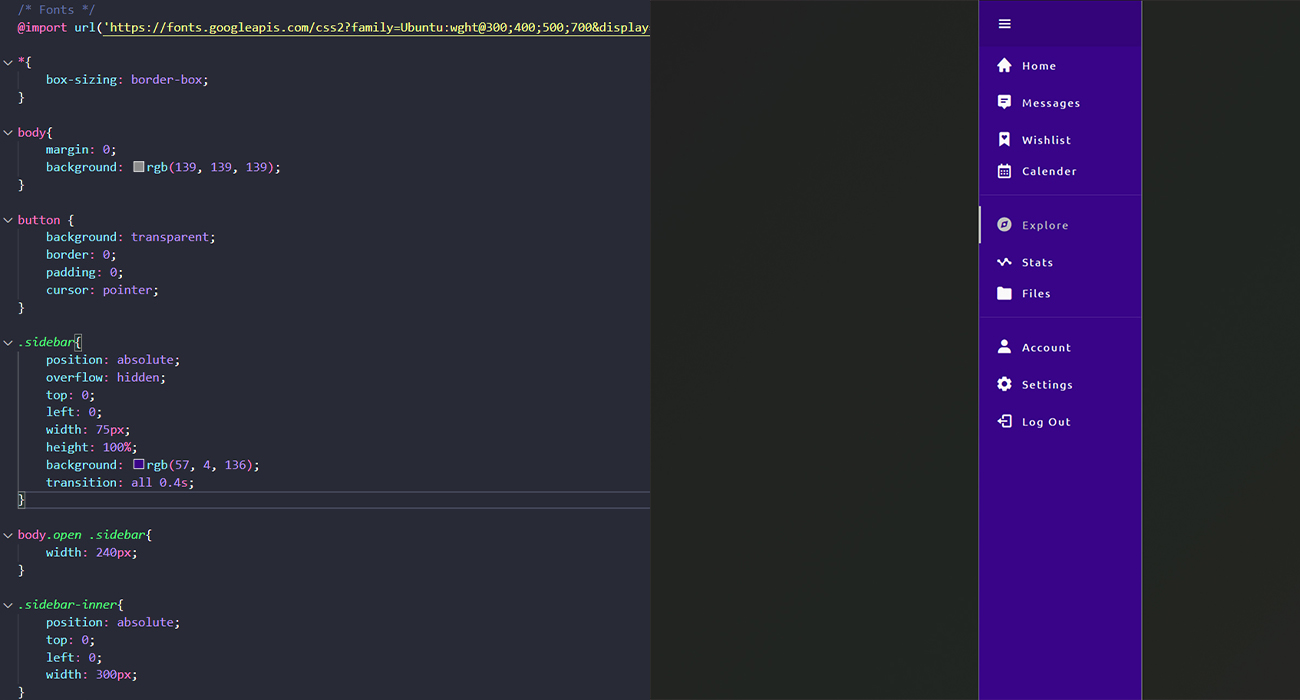 /* Fonts */
@import url('https://fonts.googleapis.com/css2?family=Ubuntu:wght@300;400;500;700&display
*{
box-sizing: border-box;
}
body{
margin: 0;
background: rgb(139, 139, 139);
}
button {
background: transparent;
border: 0;
padding: 0;
cursor: pointer;
}
.sidebar{
position: absolute;
overflow: hidden;
top: 0;
left: 0;
width: 75px;
height: 100%;
background: rgb(57, 4, 136);
transition: all 0.4s;
}
body.open .sidebar{
width: 240px;
}
.sidebar-inner{
position: absolute;
top: 0;
left: 0;
width: 300px;
}
Home
Messages
Wishlist
Calender
Explore
Stats
Files
Account
Settings
Log Out